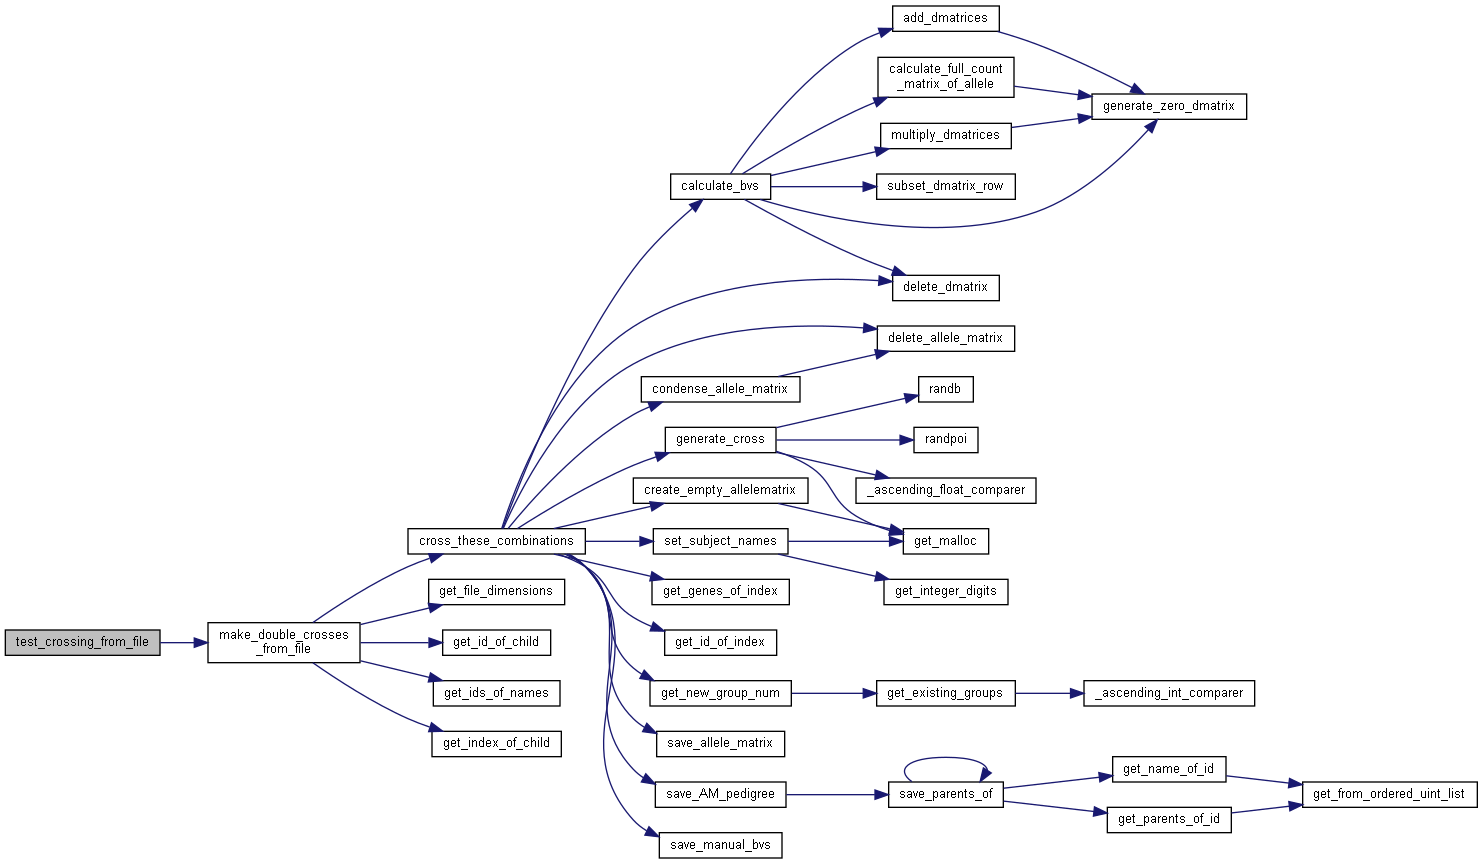 add_dmatrices
calculate_full_count
_matrix_of_allele
generate_zero_dmatrix
multiply_dmatrices
calculate_bvs
subset_dmatrix_row
delete_dmatrix
delete_allele_matrix
condense_allele_matrix
randb
generate_cross
randpoi
create_empty_allelematrix
_ascending_float_comparer
cross_these_combinations
set_subject_names
get_malloc
get_file_dimensions
get_genes_of_index
get_integer_digits
test_crossing_from_file
make_double_crosses
_from_file
get_id_of_child
get_id_of_index
get_ids_of_names
get_new_group_num
get_existing_groups
_ascending_int_comparer
get_index_of_child
save_allele_matrix
get_name_of_id
save_AM_pedigree
save_parents_of
get_from_ordered_uint_list
get_parents_of_id
save_manual_bvs